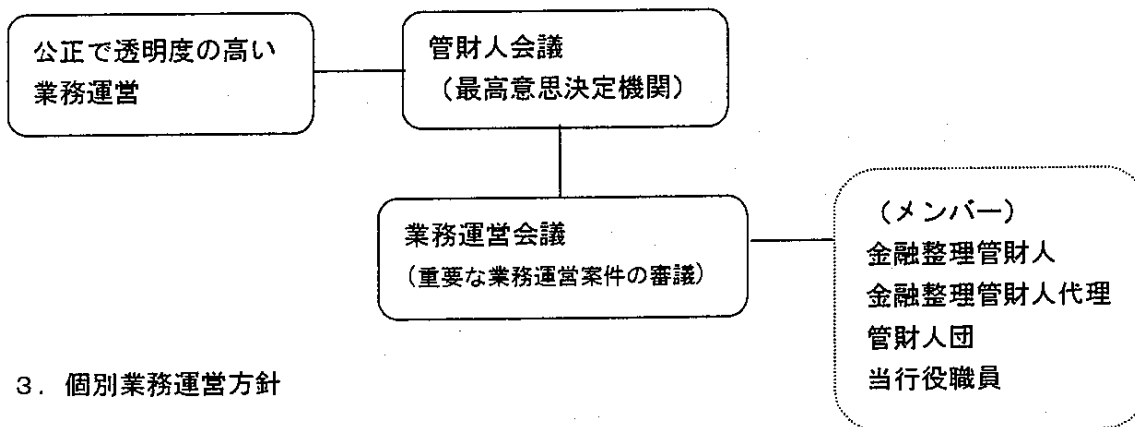 公正で透明度の高い
業務運営
管財人会議
（最高意思決定機関）
業務運営会議
（重要な業務運営案件の審議）
（メンバー）
金融整理管財人
金融整理管財人代理
管財人団
当行役職員
３．個別業務運営方針